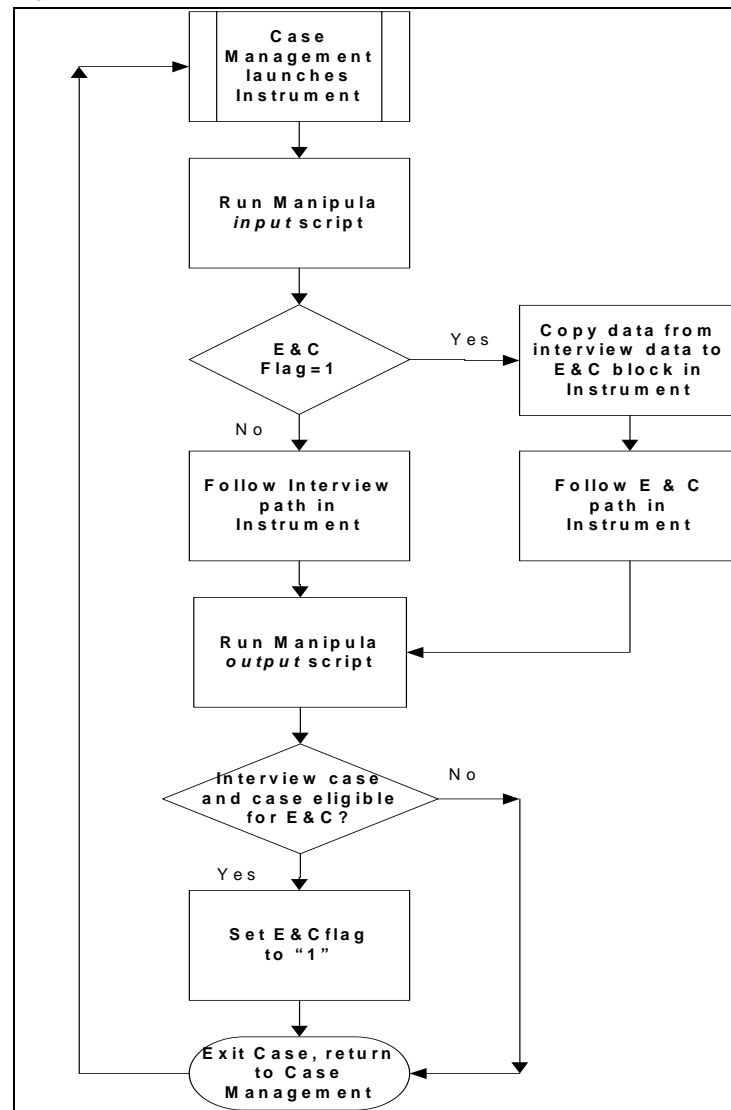 Case
Management
launches
Instrument
Run Manipula
input script
E & C
Flag=1
Yes
Copy data from
interview data to
E&C block in
Instrument
No
Follow Interview
path in
Instrument
Follow E & C
path in
Instrument
Run Manipula
output script
Interview case
and case eligible
for E&C?
No
Yes
Set E&Cflag
to “1”
Exit Case, return
to Case
Management